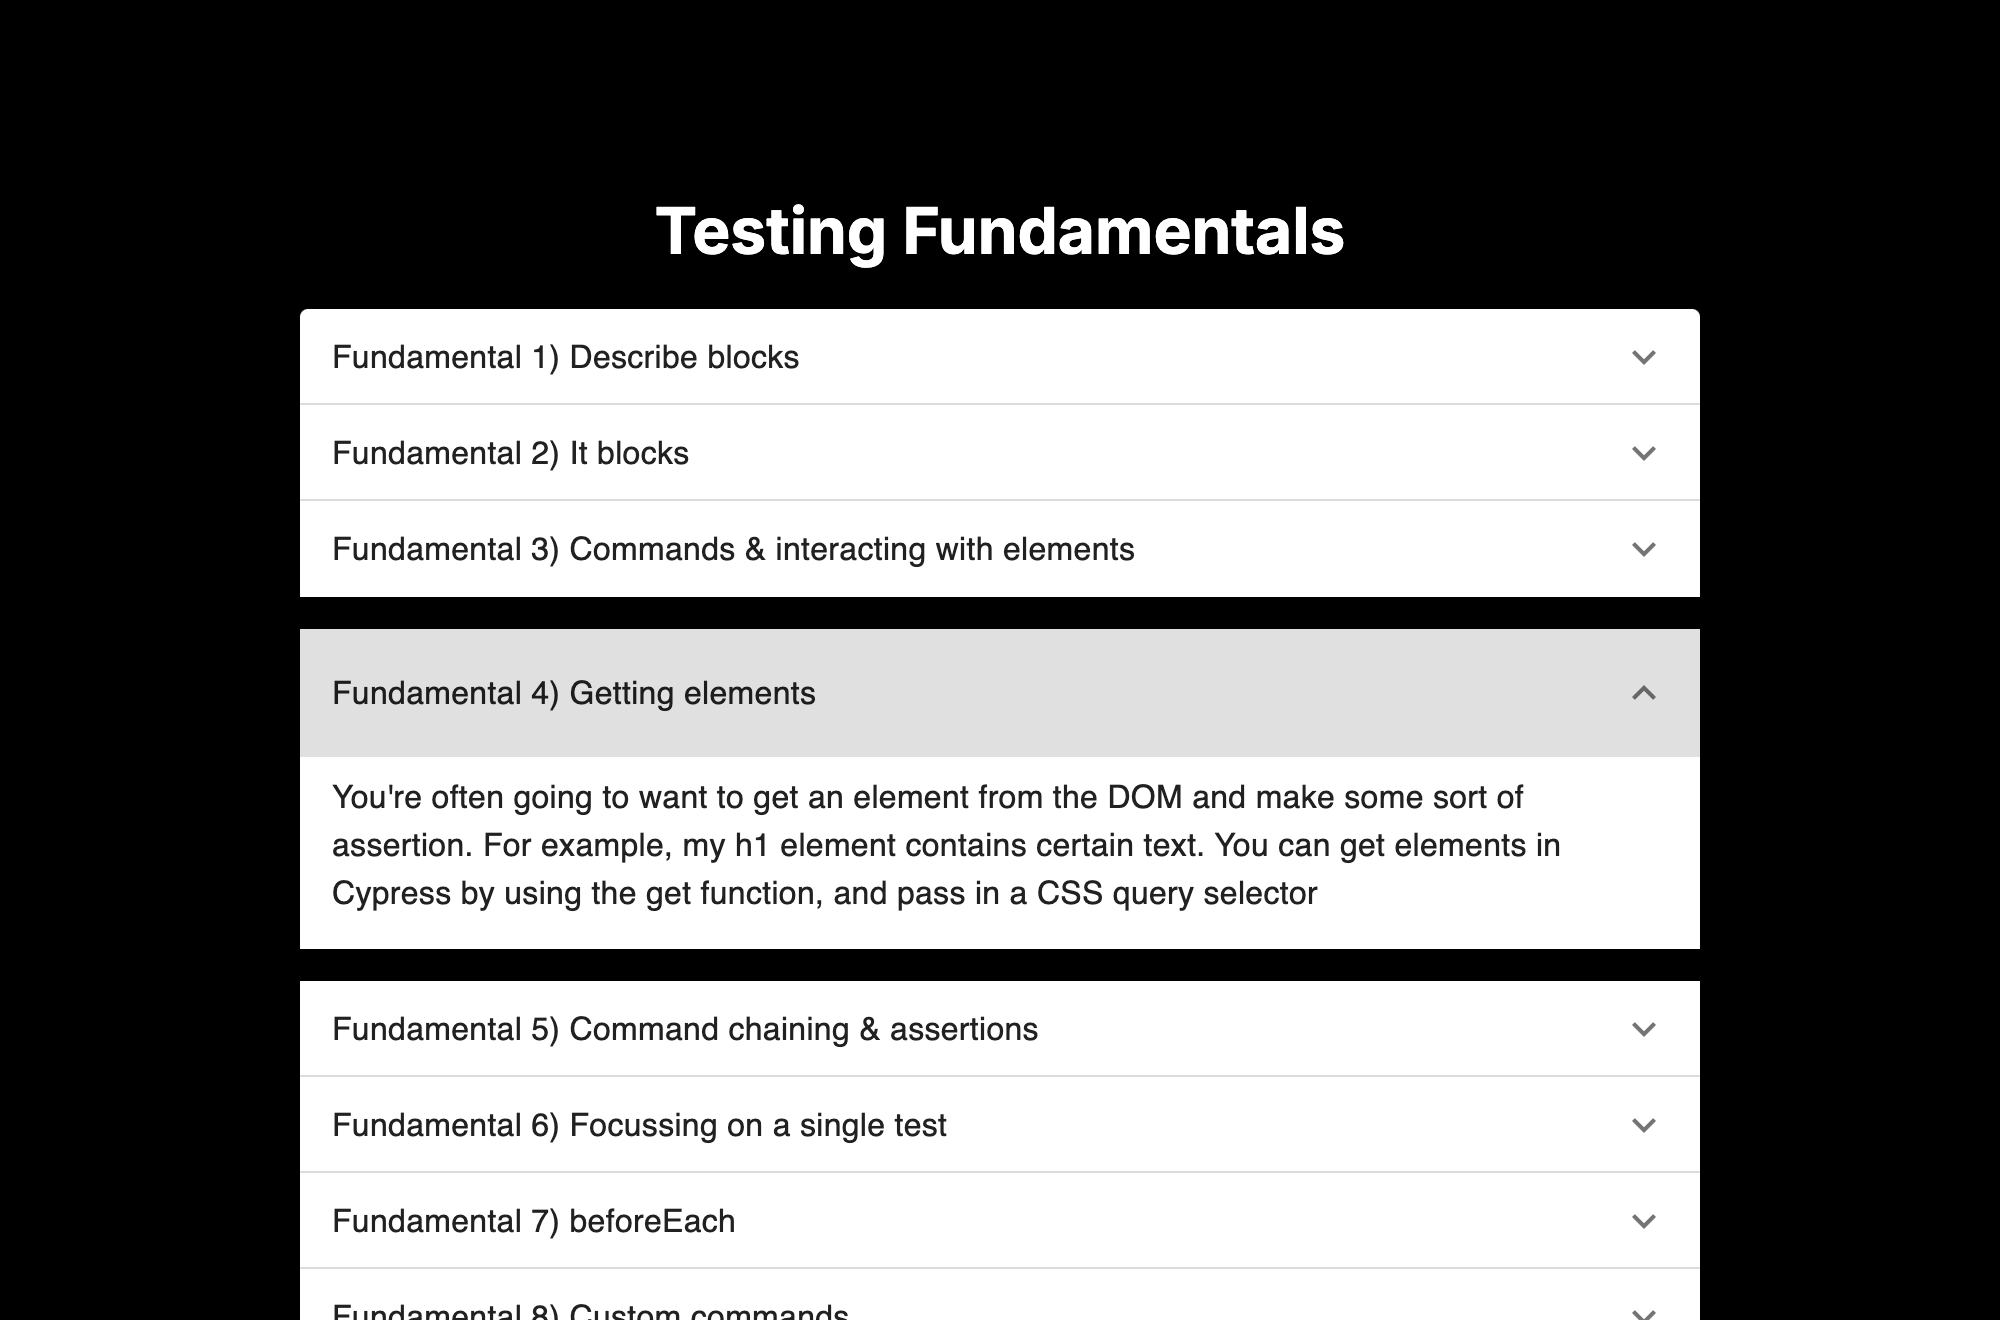 Testing Fundamentals
Fundamental 1) Describe blocks
Fundamental 2) It blocks
Fundamental 3) Commands & interacting with elements
Fundamental 4) Getting elements
You're often going to want to get an element from the DOM and make some sort of
assertion. For example, my h1 element contains certain text. You can get elements in
Cypress by using the get function, and pass in a CSS query selector
Fundamental 5) Command chaining & assertions
Fundamental 6) Focussing on a single test
Fundamental 7) beforeEach
Fundamental 8) Custom commands